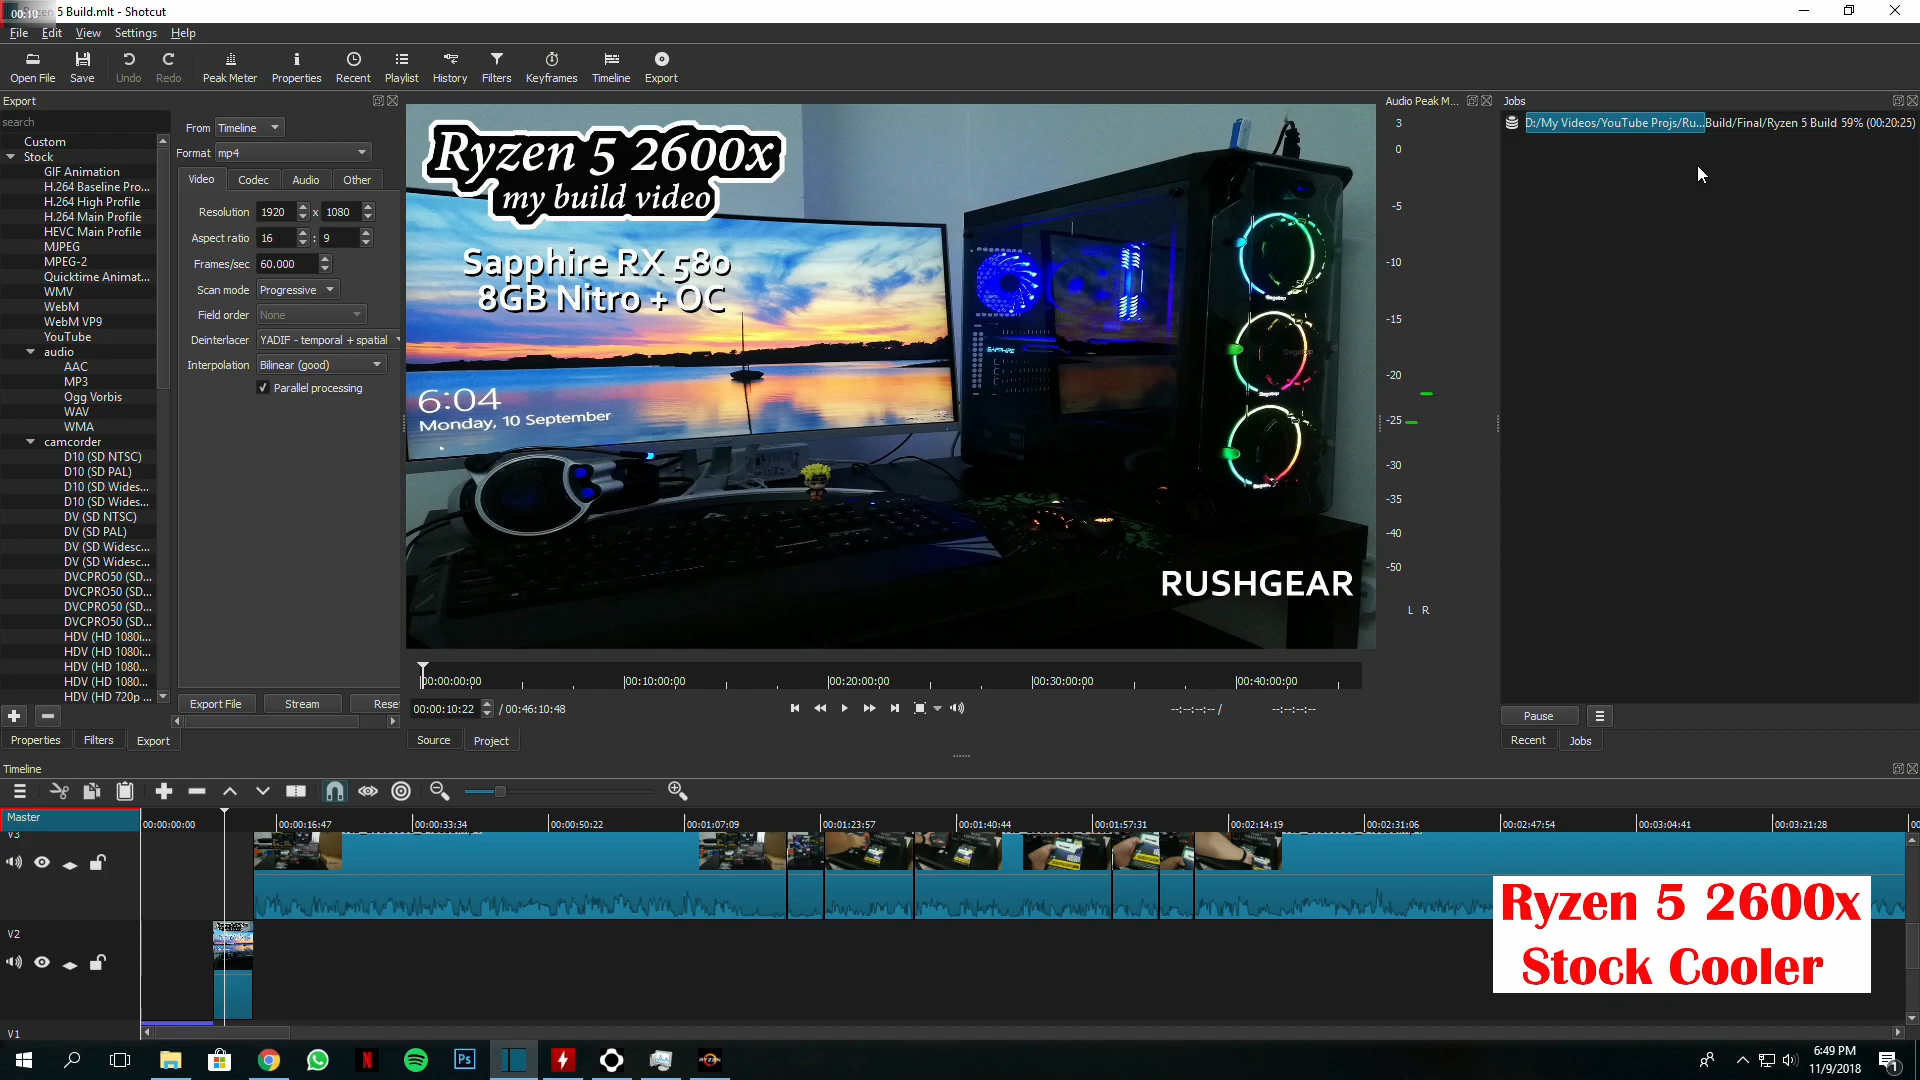 00:10
5 Build.mlt - Shotcut
File Edit View Settings Help
Open File Save Undo Redo Peak Meter Properties Recent Playlist History Filters Keyframes Timeline Export
Export
search
Custom
Stock
GIF Animation
H.264 Baseline Pro...
H.264 High Profile
H.264 Main Profile
HEVC Main Profile
MJPEG
MPEG-2
Quicktime Animat...
WMV
WebM
WebM VP9
YouTube
audio
AAC
MP3
Ogg Vorbis
WAV
WMA
camcorder
D10 (SD NTSC)
D10 (SD PAL)
D10 (SD Wides...
D10 (SD Wides...
DV (SD NTSC)
DV (SD PAL)
DV (SD Widesc...
DV (SD Widesc...
DVCPRO50 (SD...
DVCPRO50 (SD...
DVCPRO50 (SD...
DVCPRO50 (SD...
HDV (HD 1080i...
HDV (HD 1080i...
HDV (HD 1080...
HDV (HD 1080...
HDV (HD 720p ...
From Timeline
Format mp4
Video Codec Audio Other
Resolution 1920 x 1080
Aspect ratio 16 : 9
Frames/sec 60.000
Scan mode Progressive
Field order None
Deinterlacer YADIF - temporal + spatial
Interpolation Bilinear (good)
Parallel processing
Export File Stream Rese
Properties Filters Export
Ryzen 5 2600x
my build video
Sapphire RX 580
8GB Nitro + OC
6:04
Monday, 10 September
SAPPHIRE
Segotep
Segotep
Segotep
Segotep
RUSHGEAR
00:00:00:00 00:10:00:00 00:20:00:00 00:30:00:00 00:40:00:00
00:00:10:22 / 00:46:10:48
--:--:--:-- / --:--:--:--
Source Project
Audio Peak M...
3
0
-5
-10
-15
-20
-25
-30
-35
-40
-50
L R
Jobs
D:/My Videos/YouTube Projs/Ru...Build/Final/Ryzen 5 Build 59% (00:20:25)
Pause
Recent Jobs
Timeline
Master
00:00:00:00 00:00:16:47 00:00:33:34 00:00:50:22 00:01:07:09 00:01:23:57 00:01:40:44 00:01:57:31 00:02:14:19 00:02:31:06 00:02:47:54 00:03:04:41 00:03:21:28 00
V3
V2
V1
Ryzen 5 2600x
Stock Cooler
Ps
RYZEN
6:49 PM
11/9/2018
1